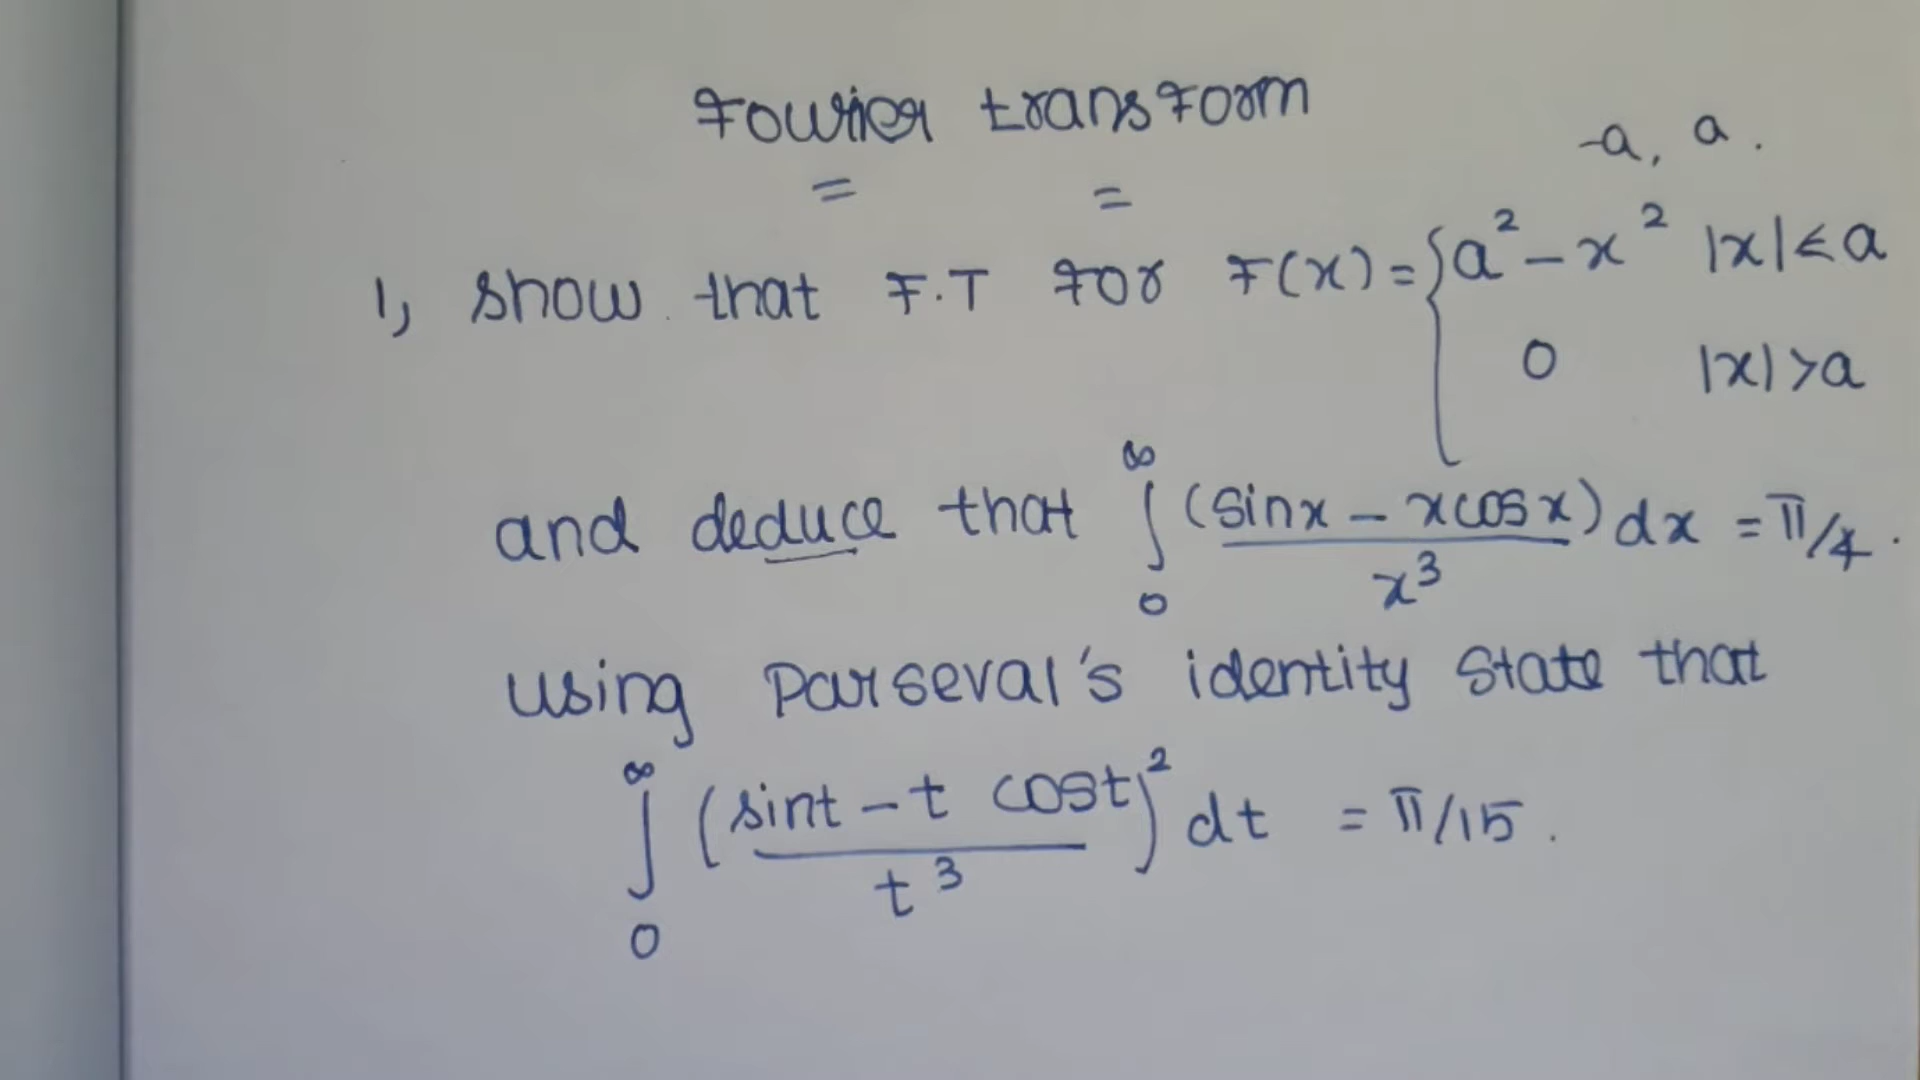 Fourier transform
= =
-a, a.
1, show that F.T For F(x) = { a² - x² |x| < a
0 |x| > a
and deduce that ∫₀^∞ (sinx - xcosx)/x³ dx = π/4.
using Parseval's identity State that
∫₀^∞ (sint - t cost / t³)² dt = π/15.